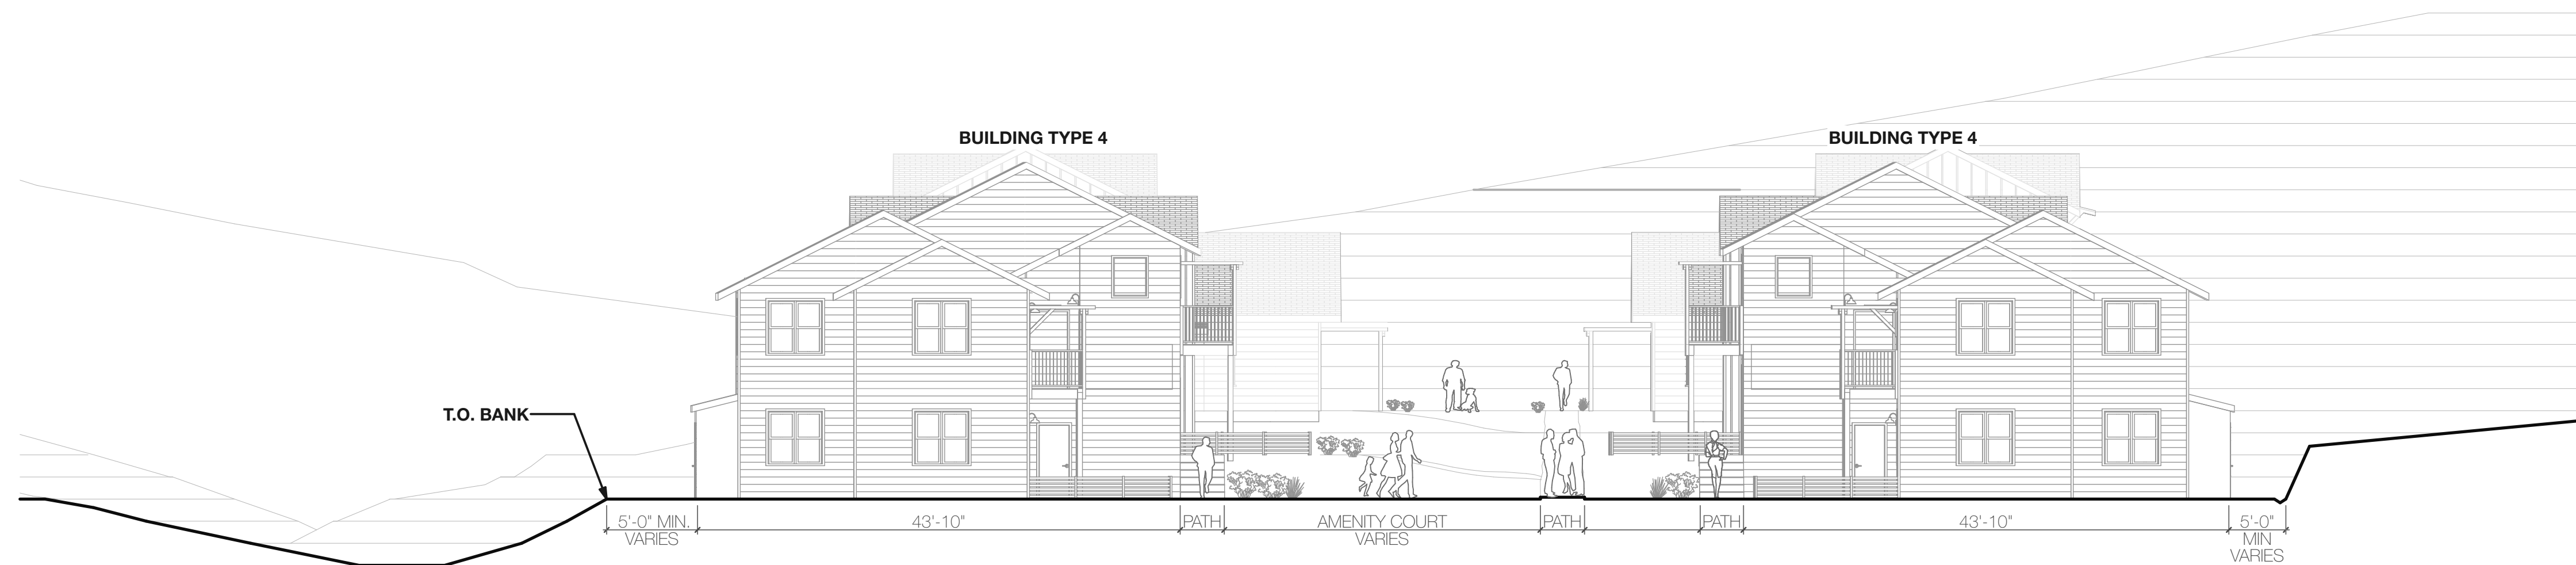 BUILDING TYPE 4
BUILDING TYPE 4
T.O. BANK
5'-0" MIN.
VARIES
43'-10"
PATH
AMENITY COURT
VARIES
PATH
PATH
43'-10"
5'-0"
MIN
VARIES